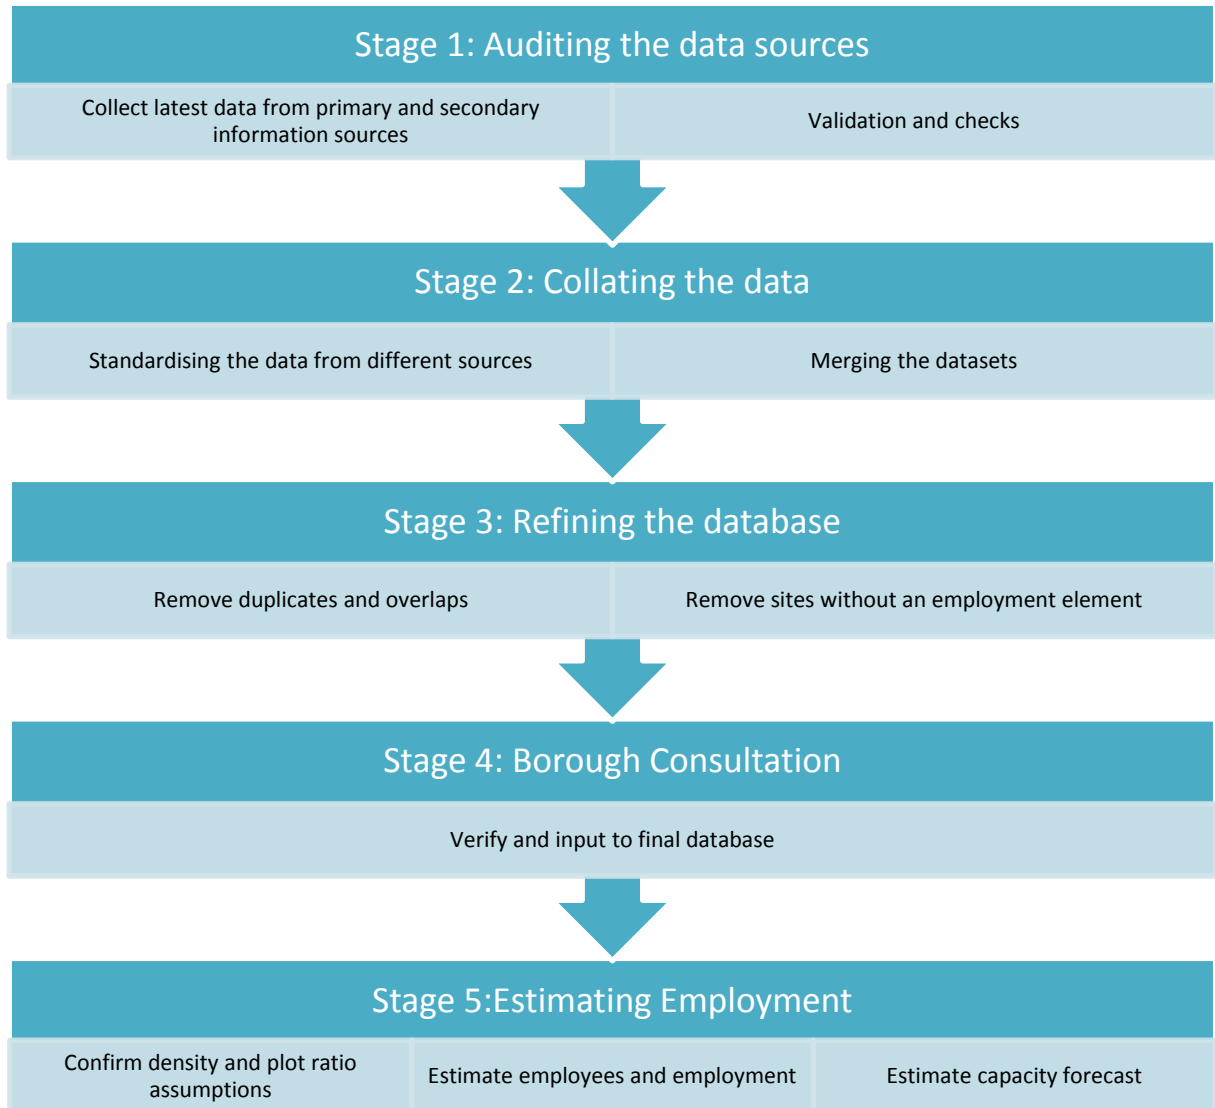 Stage 1: Auditing the data sources
Collect latest data from primary and secondary
information sources
Validation and checks
Stage 2: Collating the data
Standardising the data from different sources
Merging the datasets
Stage 3: Refining the database
Remove duplicates and overlaps
Remove sites without an employment element
Stage 4: Borough Consultation
Verify and input to final database
Stage 5:Estimating Employment
Confirm density and plot ratio
assumptions
Estimate employees and employment
Estimate capacity forecast